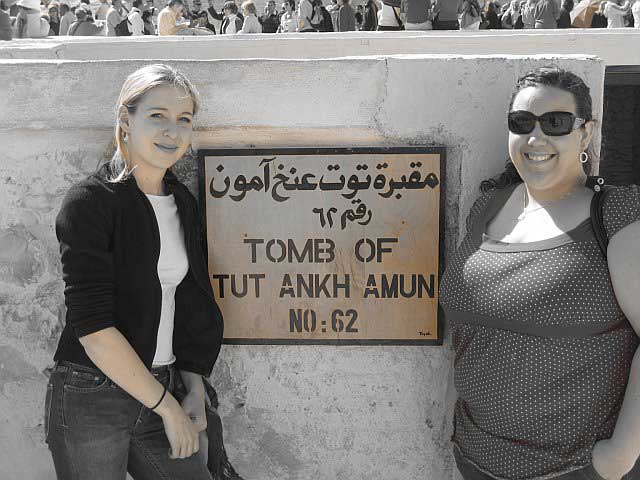 مقبرة توت عنخ آمون
رقم ٦٢
TOMB OF
TUT ANKH AMUN
NO: 62